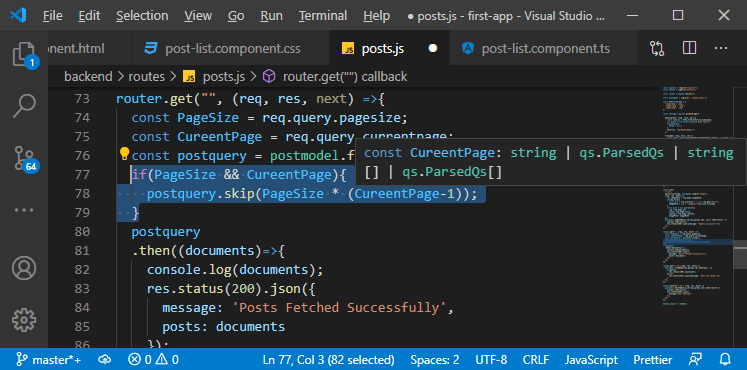 File Edit Selection View Go Run Terminal Help ● posts.js - first-app - Visual Studio ...
onent.html post-list.component.css JS posts.js ● post-list.component.ts ...
backend > routes > JS posts.js > router.get("") callback
73 router.get("", (req, res, next) =>{
74 const PageSize = req.query.pagesize;
75 const CureentPage = req.query.currentpage;
76 const postquery = postmodel.f
const CureentPage: string | qs.ParsedQs | string
[] | qs.ParsedQs[]
77 if(PageSize && CureentPage){
78 postquery.skip(PageSize * (CureentPage-1));
79 }
80 postquery
81 .then((documents)=>{
82 console.log(documents);
83 res.status(200).json({
84 message: 'Posts Fetched Successfully',
85 posts: documents
86 });
1
64
master*+ 0 0 Ln 77, Col 3 (82 selected) Spaces: 2 UTF-8 CRLF JavaScript Prettier